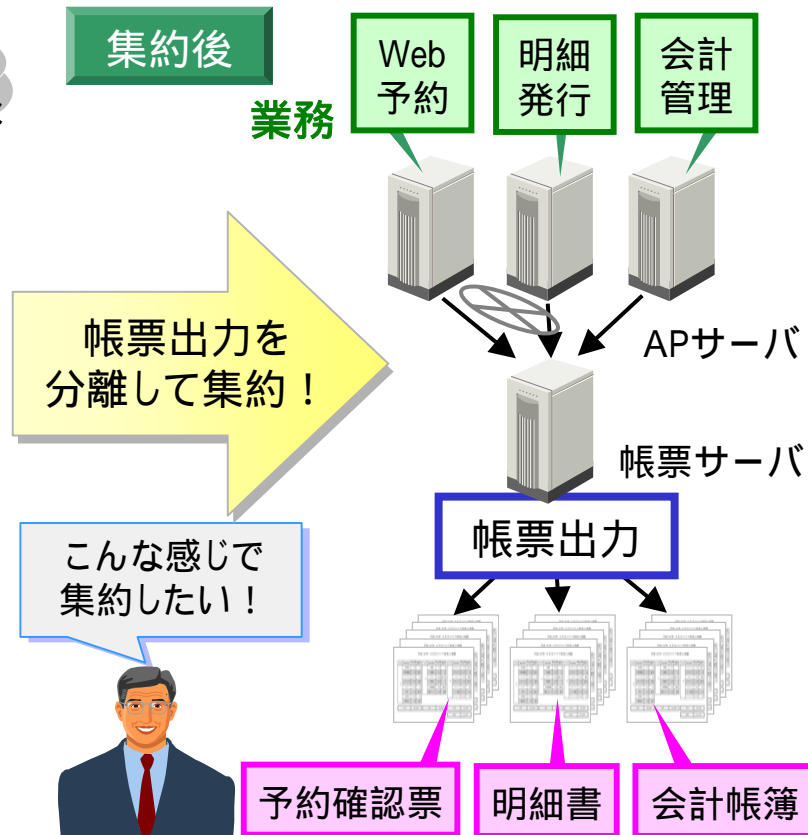 集約後
業務
Web
予約
明細
発行
会計
管理
帳票出力を
分離して集約！
APサーバ
帳票サーバ
帳票出力
こんな感じで
集約したい！
予約確認票
明細書
会計帳簿